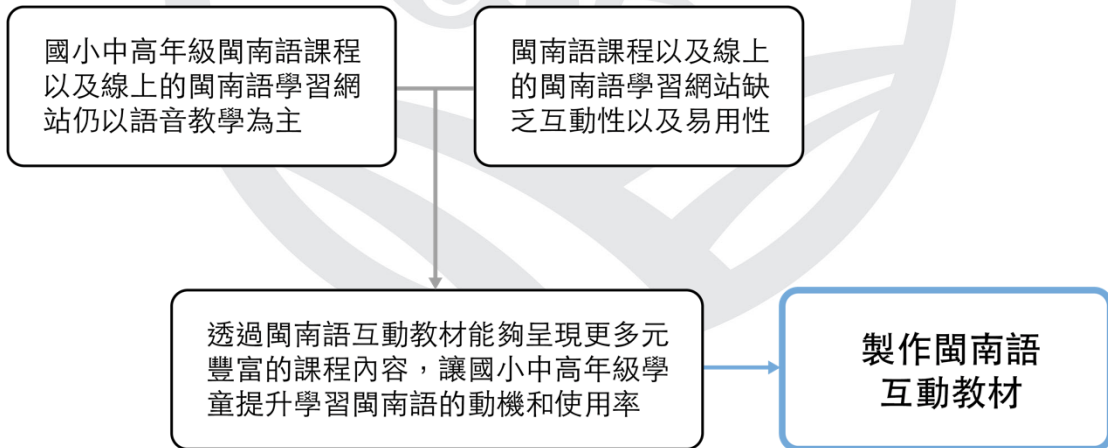 國小中高年級閩南語課程
以及線上的閩南語學習網
站仍以語音教學為主
閩南語課程以及線上
的閩南語學習網站缺
乏互動性以及易用性
透過閩南語互動教材能夠呈現更多元
豐富的課程內容，讓國小中高年級學
童提升學習閩南語的動機和使用率
製作閩南語
互動教材